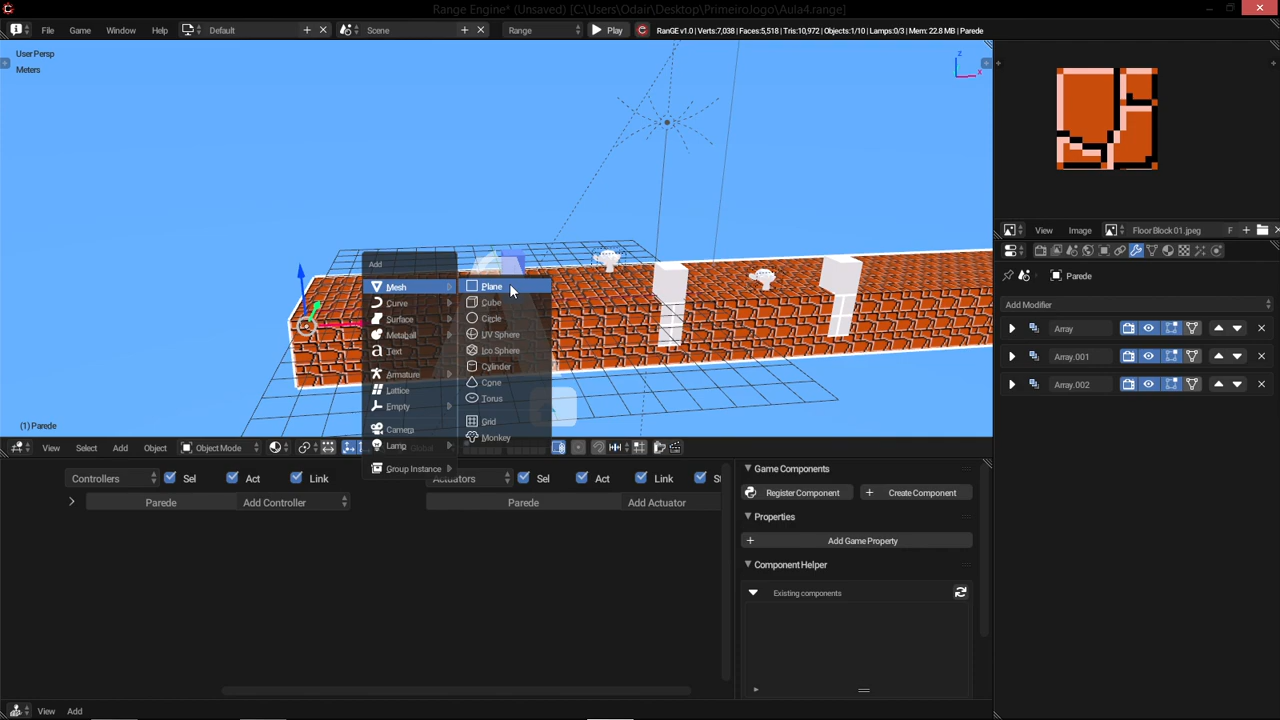 Range Engine* (Unsaved) [C:\Users\Odair\Desktop\PrimeiroJogo\Aula4.range]
File Game Window Help Default Scene Range Play RanGE v1.0 | Verts:7,038 | Faces:5,518 | Tris:10,972 | Objects:1/10 | Lamps:0/3 | Mem: 22.8 MB | Parede
User Persp
Meters
z
x
Add
Mesh
Curve
Surface
Metaball
Text
Armature
Lattice
Empty
Camera
Lamp
Group Instance
Plane
Cube
Circle
UV Sphere
Ico Sphere
Cylinder
Cone
Torus
Grid
Monkey
(1) Parede
View Select Add Object Object Mode Global
View Image Floor Block 01.jpeg F
Parede
Add Modifier
Array
Array.001
Array.002
Controllers Sel Act Link Actuators Sel Act Link
Parede Add Controller Parede Add Actuator
Game Components
Register Component Create Component
Properties
Add Game Property
Component Helper
Existing components
View Add